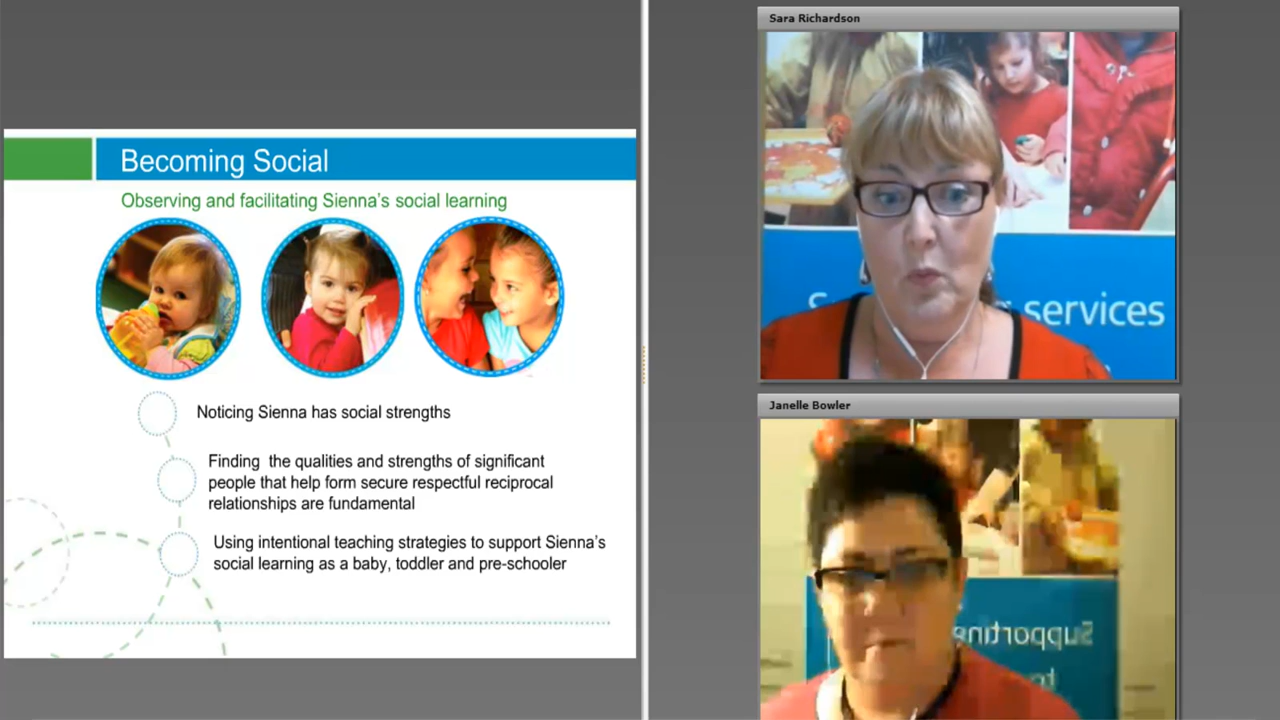 Becoming Social
Observing and facilitating Sienna's social learning
Noticing Sienna has social strengths
Finding the qualities and strengths of significant
people that help form secure respectful reciprocal
relationships are fundamental
Using intentional teaching strategies to support Sienna's
social learning as a baby, toddler and pre-schooler
Sara Richardson
services
Janelle Bowler